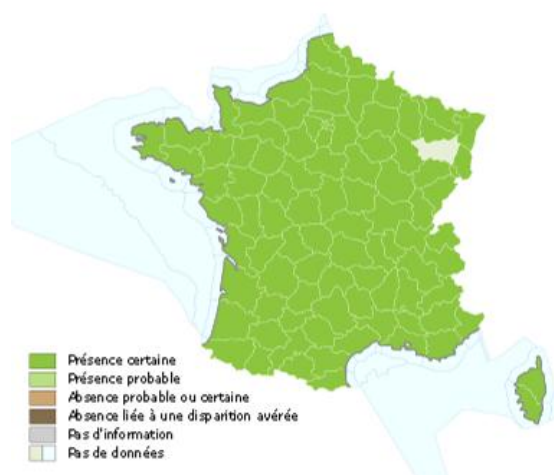 Présence certaine
Présence probable
Absence probable ou certaine
Absence liée à une disparition avérée
Pas d'information
Pas de données